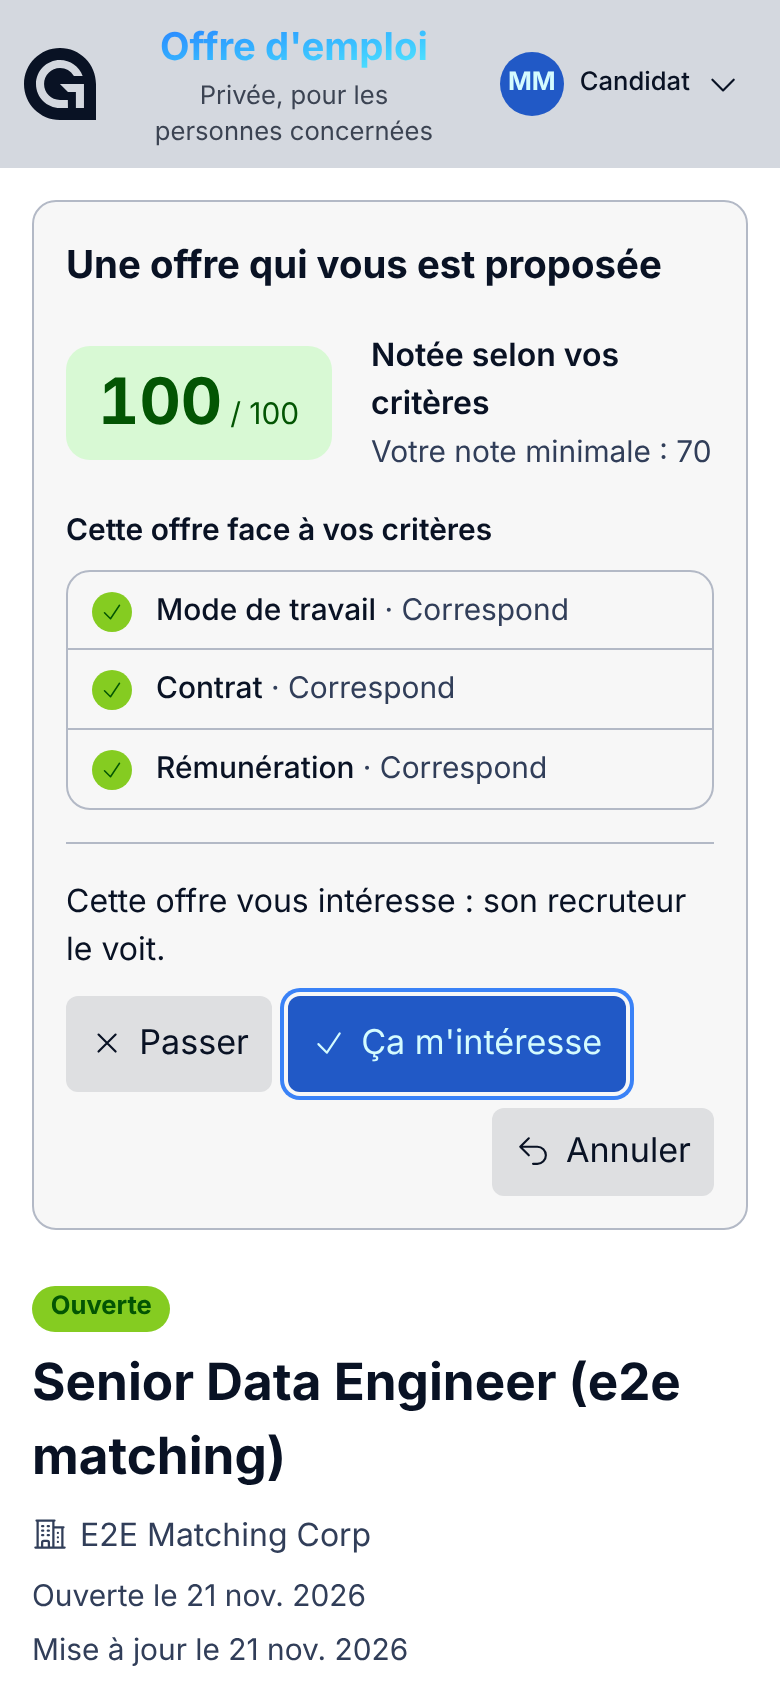 Offre d'emploi
Privée, pour les
personnes concernées
MM
Candidat
Une offre qui vous est proposée
100 / 100
Notée selon vos
critères
Votre note minimale : 70
Cette offre face à vos critères
Mode de travail · Correspond
Contrat · Correspond
Rémunération · Correspond
Cette offre vous intéresse : son recruteur
le voit.
Passer
Ça m'intéresse
Annuler
Ouverte
Senior Data Engineer (e2e
matching)
E2E Matching Corp
Ouverte le 21 nov. 2026
Mise à jour le 21 nov. 2026